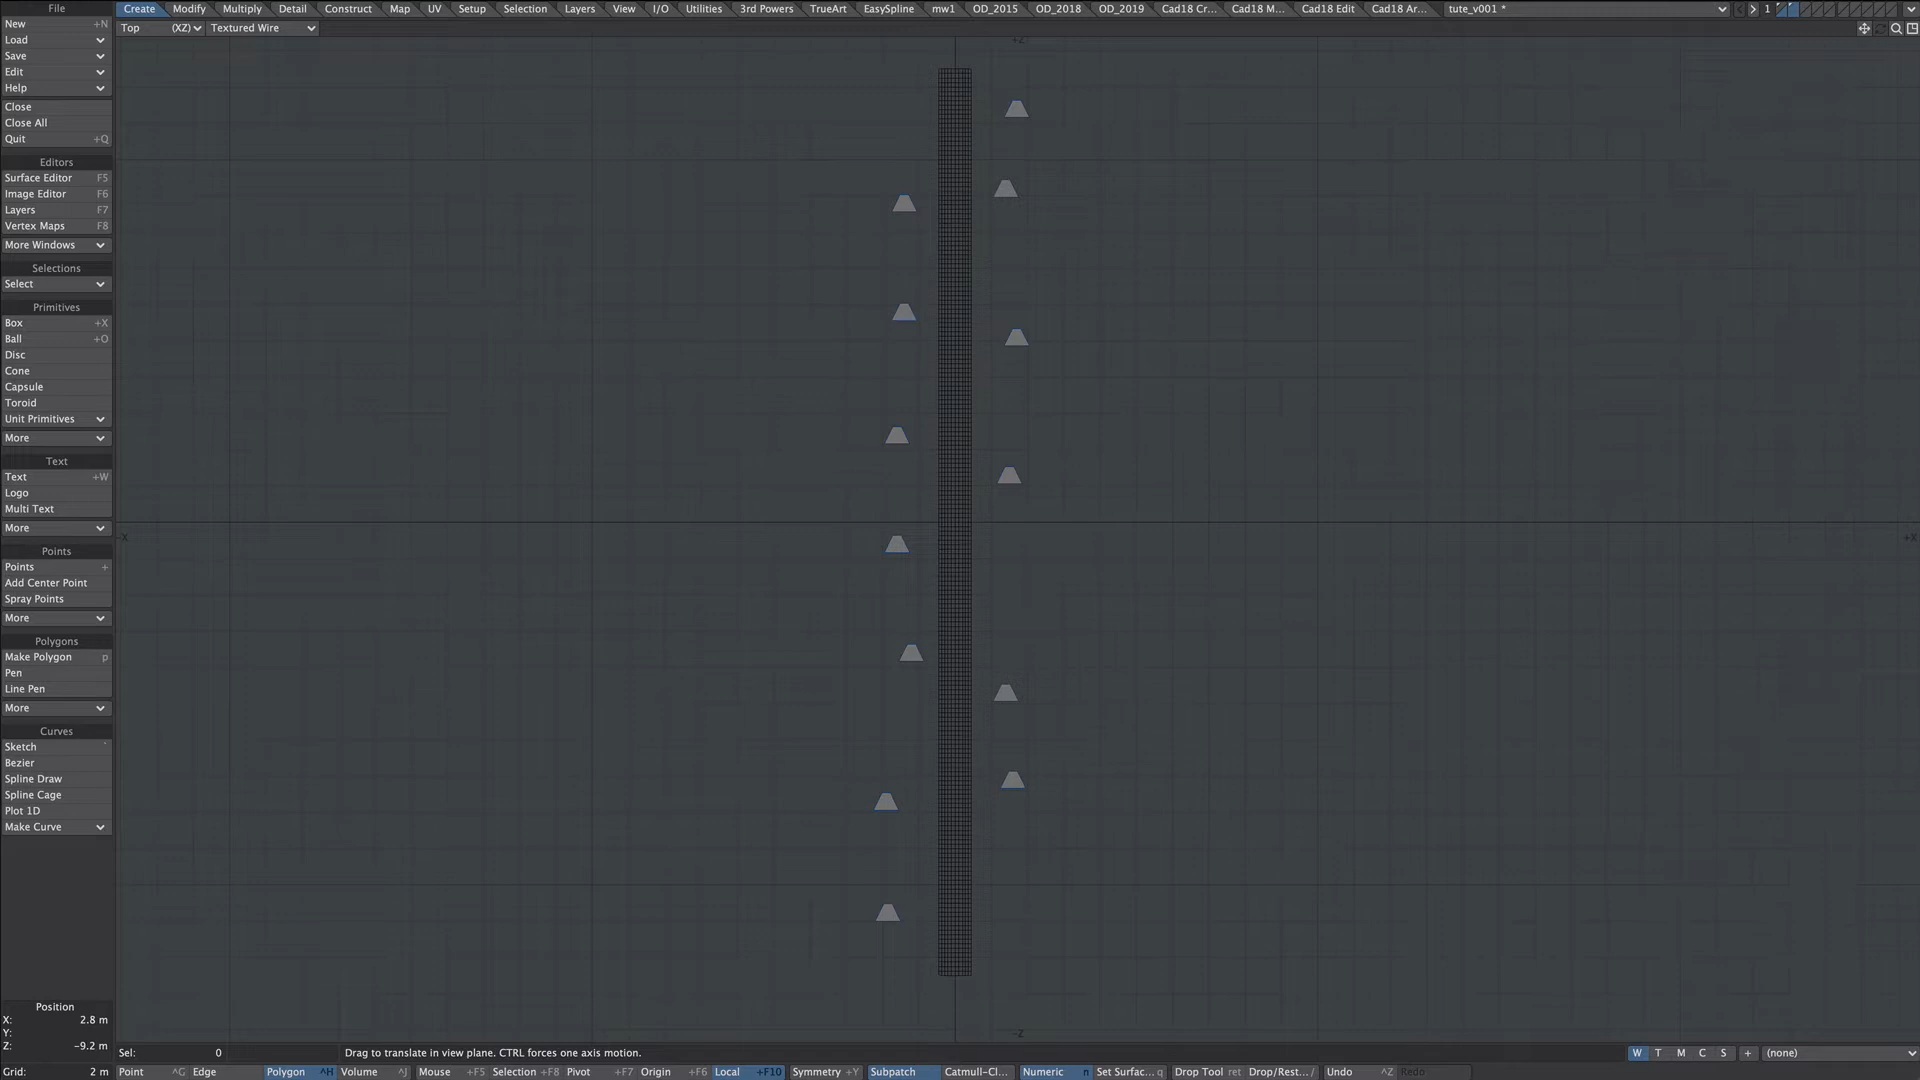 File Create Modify Multiply Detail Construct Map UV Setup Selection Layers View I/O Utilities 3rd Powers TrueArt EasySpline mw1 OD_2015 OD_2018 OD_2019 Cad18 Cr... Cad18 M... Cad18 Edit Cad18 Ar... tute_v001 * 1
Top (XZ) Textured Wire
New +N
Load
Save
Edit
Help
Close
Close All
Quit +Q
Editors
Surface Editor F5
Image Editor F6
Layers F7
Vertex Maps F8
More Windows
Selections
Select
Primitives
Box +X
Ball +O
Disc
Cone
Capsule
Toroid
Unit Primitives
More
Text
Text +W
Logo
Multi Text
More
Points
Points +
Add Center Point
Spray Points
More
Polygons
Make Polygon p
Pen
Line Pen
More
Curves
Sketch `
Bezier
Spline Draw
Spline Cage
Plot 1D
Make Curve
+Z
-X
+X
-Z
Position
X: 2.8 m
Y:
Z: -9.2 m
Sel: 0 Drag to translate in view plane. CTRL forces one axis motion. W T M C S + (none)
Grid: 2 m Point ^G Edge Polygon ^H Volume ^J Mouse +F5 Selection +F8 Pivot +F7 Origin +F6 Local +F10 Symmetry +Y Subpatch Catmull-Cl... Numeric n Set Surfac... q Drop Tool ret Drop/Rest... / Undo ^Z Redo